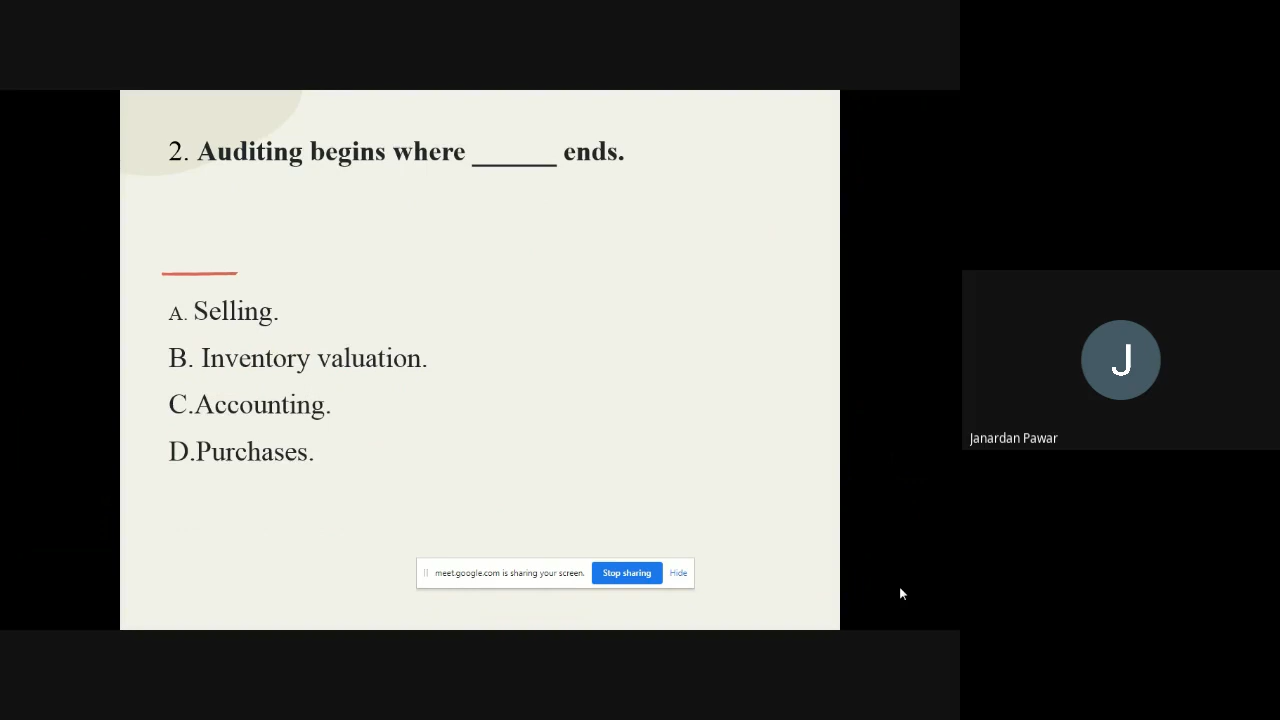 2. Auditing begins where ______ ends.
A. Selling.
B. Inventory valuation.
C.Accounting.
D.Purchases.
meet.google.com is sharing your screen. Stop sharing Hide
J
Janardan Pawar